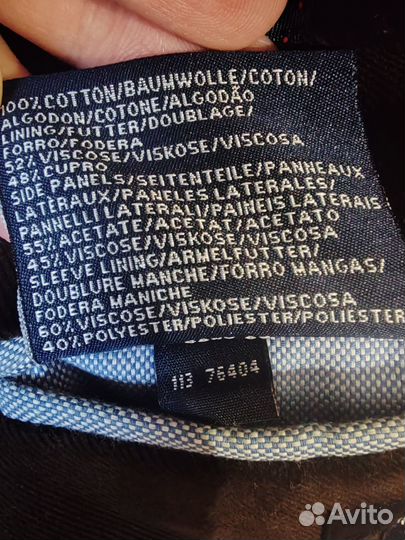 100% COTTON/BAUMWOLLE/COTON/
ALGODON/COTONE/ALGODÃO
LINING/FUTTER/DOUBLAGE/
FORRO/FODERA
52% VISCOSE/VISKOSE/VISCOSA
48% CUPRO
SIDE PANELS/SEITENTEILE/PANNEAUX
LATERAUX/PANELES LATERALES/
PANNELLI LATERALI/PAINEIS LATERAIS
55% ACETATE/ACETAT/ACETATO
45% VISCOSE/VISKOSE/VISCOSA
SLEEVE LINING/ARMELFUTTER/
DOUBLURE MANCHE/FORRO MANGAS/
FODERA MANICHE
60% VISCOSE/VISKOSE/VISCOSA
40% POLYESTER/POLIESTER/POLIÉSTER
113 76404
Avito